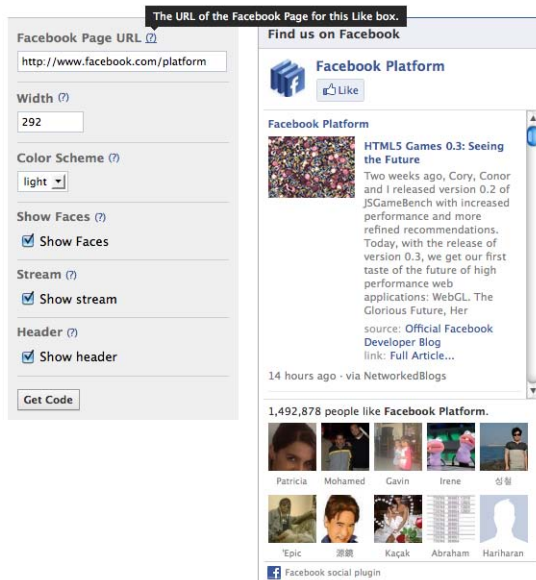 The URL of the Facebook Page for this Like box.
Facebook Page URL (?)
http://www.facebook.com/platform
Width (?)
292
Color Scheme (?)
light
Show Faces (?)
Show Faces
Stream (?)
Show stream
Header (?)
Show header
Get Code
Find us on Facebook
Facebook Platform
Like
Facebook Platform
HTML5 Games 0.3: Seeing
the Future
Two weeks ago, Cory, Conor
and I released version 0.2 of
JSGameBench with increased
performance and more
refined recommendations.
Today, with the release of
version 0.3, we get our first
taste of the future of high
performance web
applications: WebGL. The
Glorious Future, Her
source: Official Facebook
Developer Blog
link: Full Article...
14 hours ago · via NetworkedBlogs
1,492,878 people like Facebook Platform.
Patricia Mohamed Gavin Irene 성철
'Epic 源鏡 Kaçak Abraham Hariharan
Facebook social plugin